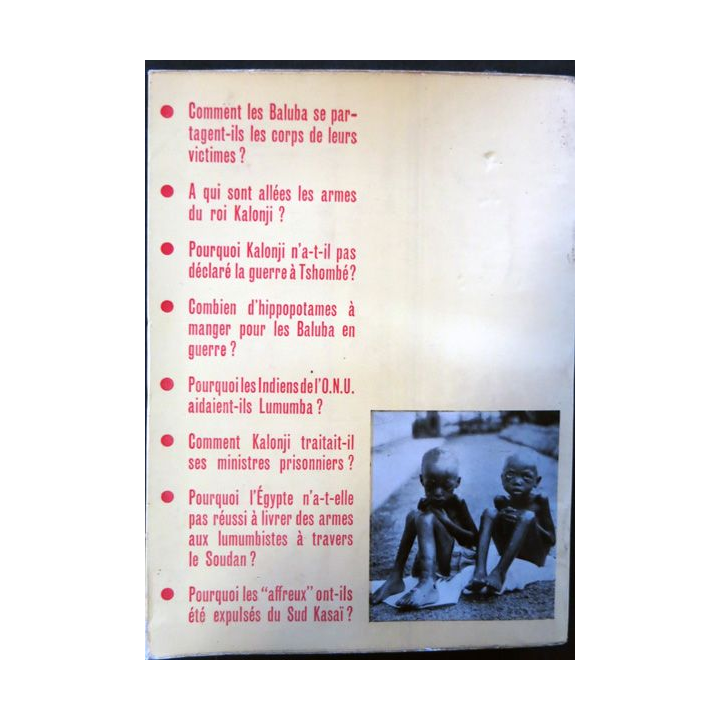 ● Comment les Baluba se par-
tagent-ils les corps de leurs
victimes ?
● A qui sont allées les armes
du roi Kalonji ?
● Pourquoi Kalonji n'a-t-il pas
déclaré la guerre à Tshombé?
● Combien d'hippopotames à
manger pour les Baluba en
guerre ?
● Pourquoi les Indiens de l'O.N.U.
aidaient-ils Lumumba ?
● Comment Kalonji traitait-il
ses ministres prisonniers ?
● Pourquoi l'Égypte n'a-t-elle
pas réussi à livrer des armes
aux lumumbistes à travers
le Soudan ?
● Pourquoi les "affreux" ont-ils
été expulsés du Sud Kasaï ?